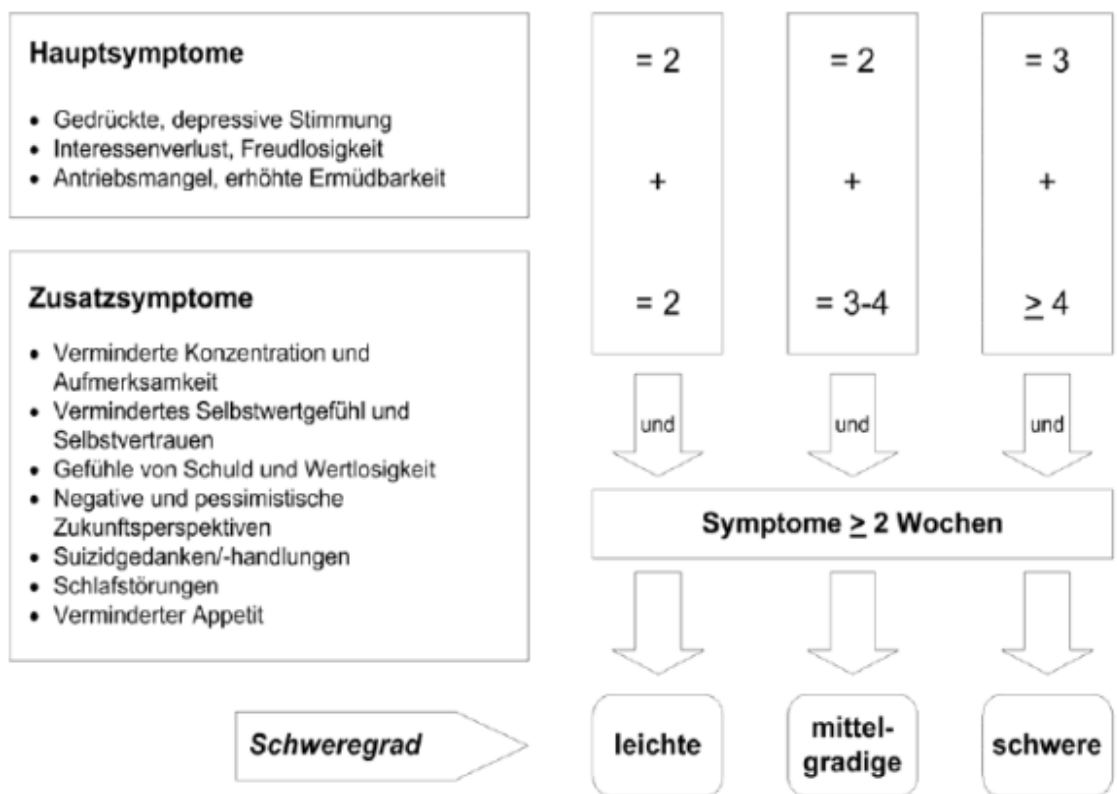 Hauptsymptome
• Gedrückte, depressive Stimmung
• Interessenverlust, Freudlosigkeit
• Antriebsmangel, erhöhte Ermüdbarkeit
Zusatzsymptome
• Verminderte Konzentration und
Aufmerksamkeit
• Vermindertes Selbstwertgefühl und
Selbstvertrauen
• Gefühle von Schuld und Wertlosigkeit
• Negative und pessimistische
Zukunftsperspektiven
• Suizidgedanken/-handlungen
• Schlafstörungen
• Verminderter Appetit
= 2
+
= 2
= 2
+
= 3-4
= 3
+
≥ 4
und
und
und
Symptome ≥ 2 Wochen
Schweregrad
leichte
mittel-
gradige
schwere